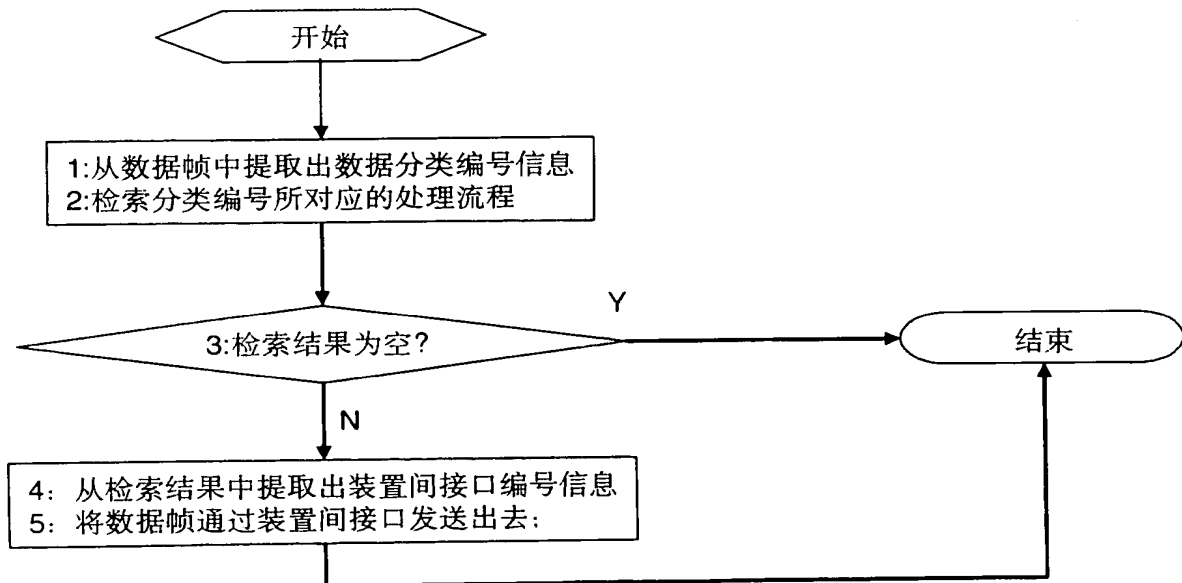 开始
1:从数据帧中提取出数据分类编号信息
2:检索分类编号所对应的处理流程
Y
3:检索结果为空?
结束
N
4：从检索结果中提取出装置间接口编号信息
5：将数据帧通过装置间接口发送出去；